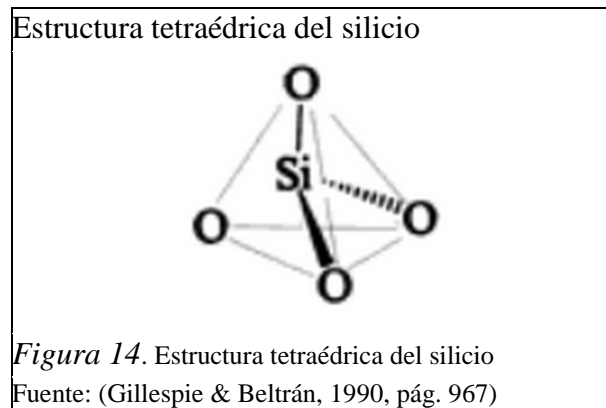 Estructura tetraédrica del silicio
O
Si
O
O
O
Figura 14. Estructura tetraédrica del silicio
Fuente: (Gillespie & Beltrán, 1990, pág. 967)